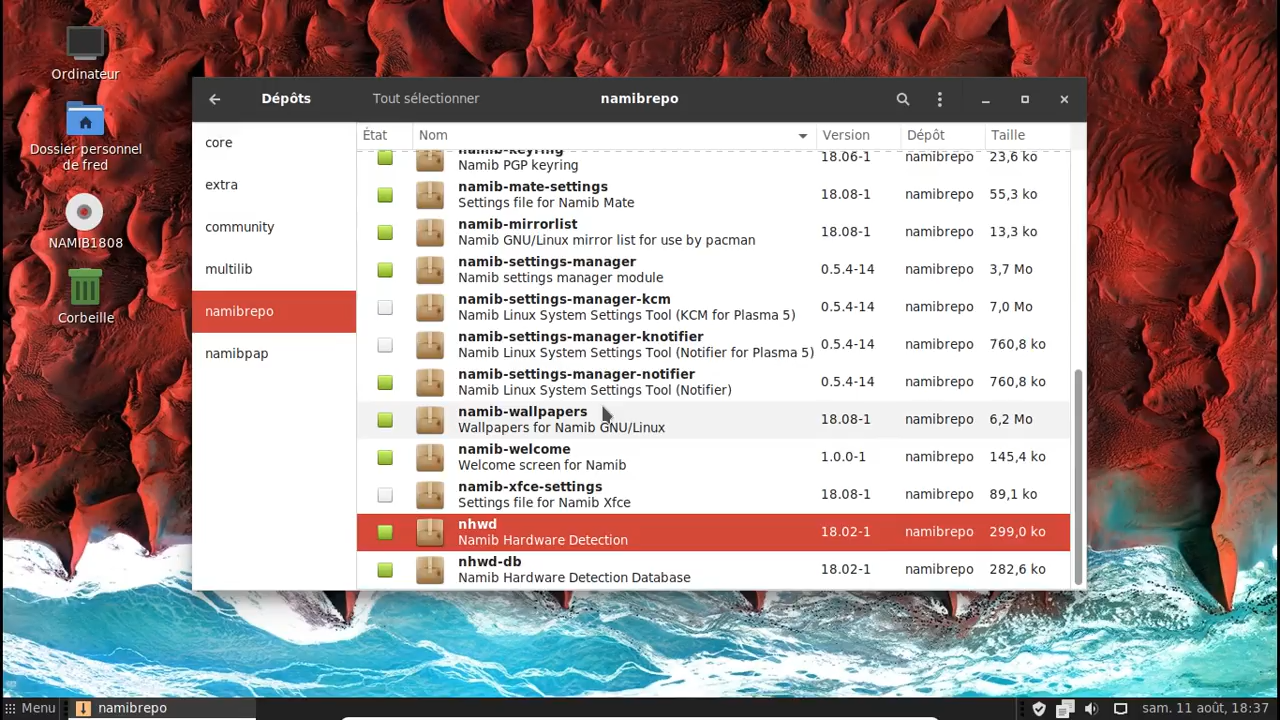 Ordinateur
Dossier personnel
de fred
NAMIB1808
Corbeille
Dépôts
Tout sélectionner
namibrepo
core
extra
community
multilib
namibrepo
namibpap
État
Nom
Version
Dépôt
Taille
namib-keyring
Namib PGP keyring
18.06-1
namibrepo
23,6 ko
namib-mate-settings
Settings file for Namib Mate
18.08-1
namibrepo
55,3 ko
namib-mirrorlist
Namib GNU/Linux mirror list for use by pacman
18.08-1
namibrepo
13,3 ko
namib-settings-manager
Namib settings manager module
0.5.4-14
namibrepo
3,7 Mo
namib-settings-manager-kcm
Namib Linux System Settings Tool (KCM for Plasma 5)
0.5.4-14
namibrepo
7,0 Mo
namib-settings-manager-knotifier
Namib Linux System Settings Tool (Notifier for Plasma 5)
0.5.4-14
namibrepo
760,8 ko
namib-settings-manager-notifier
Namib Linux System Settings Tool (Notifier)
0.5.4-14
namibrepo
760,8 ko
namib-wallpapers
Wallpapers for Namib GNU/Linux
18.08-1
namibrepo
6,2 Mo
namib-welcome
Welcome screen for Namib
1.0.0-1
namibrepo
145,4 ko
namib-xfce-settings
Settings file for Namib Xfce
18.08-1
namibrepo
89,1 ko
nhwd
Namib Hardware Detection
18.02-1
namibrepo
299,0 ko
nhwd-db
Namib Hardware Detection Database
18.02-1
namibrepo
282,6 ko
Menu
namibrepo
sam. 11 août, 18:37